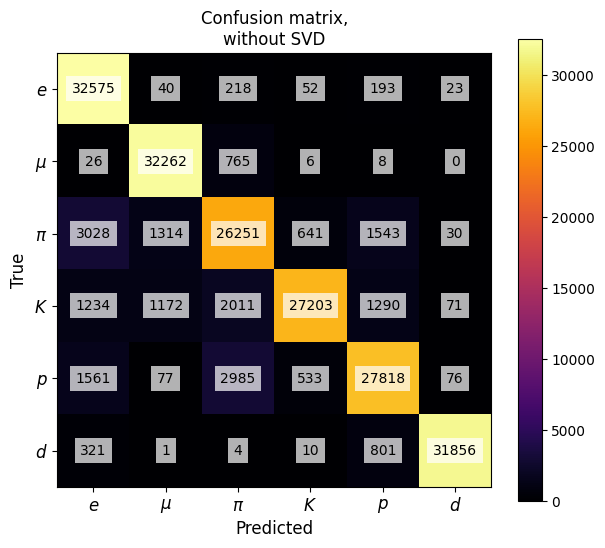 Confusion matrix,
without SVD
True
e 32575 40 218 52 193 23
μ 26 32262 765 6 8 0
π 3028 1314 26251 641 1543 30
K 1234 1172 2011 27203 1290 71
p 1561 77 2985 533 27818 76
d 321 1 4 10 801 31856
e μ π K p d
Predicted
30000
25000
20000
15000
10000
5000
0